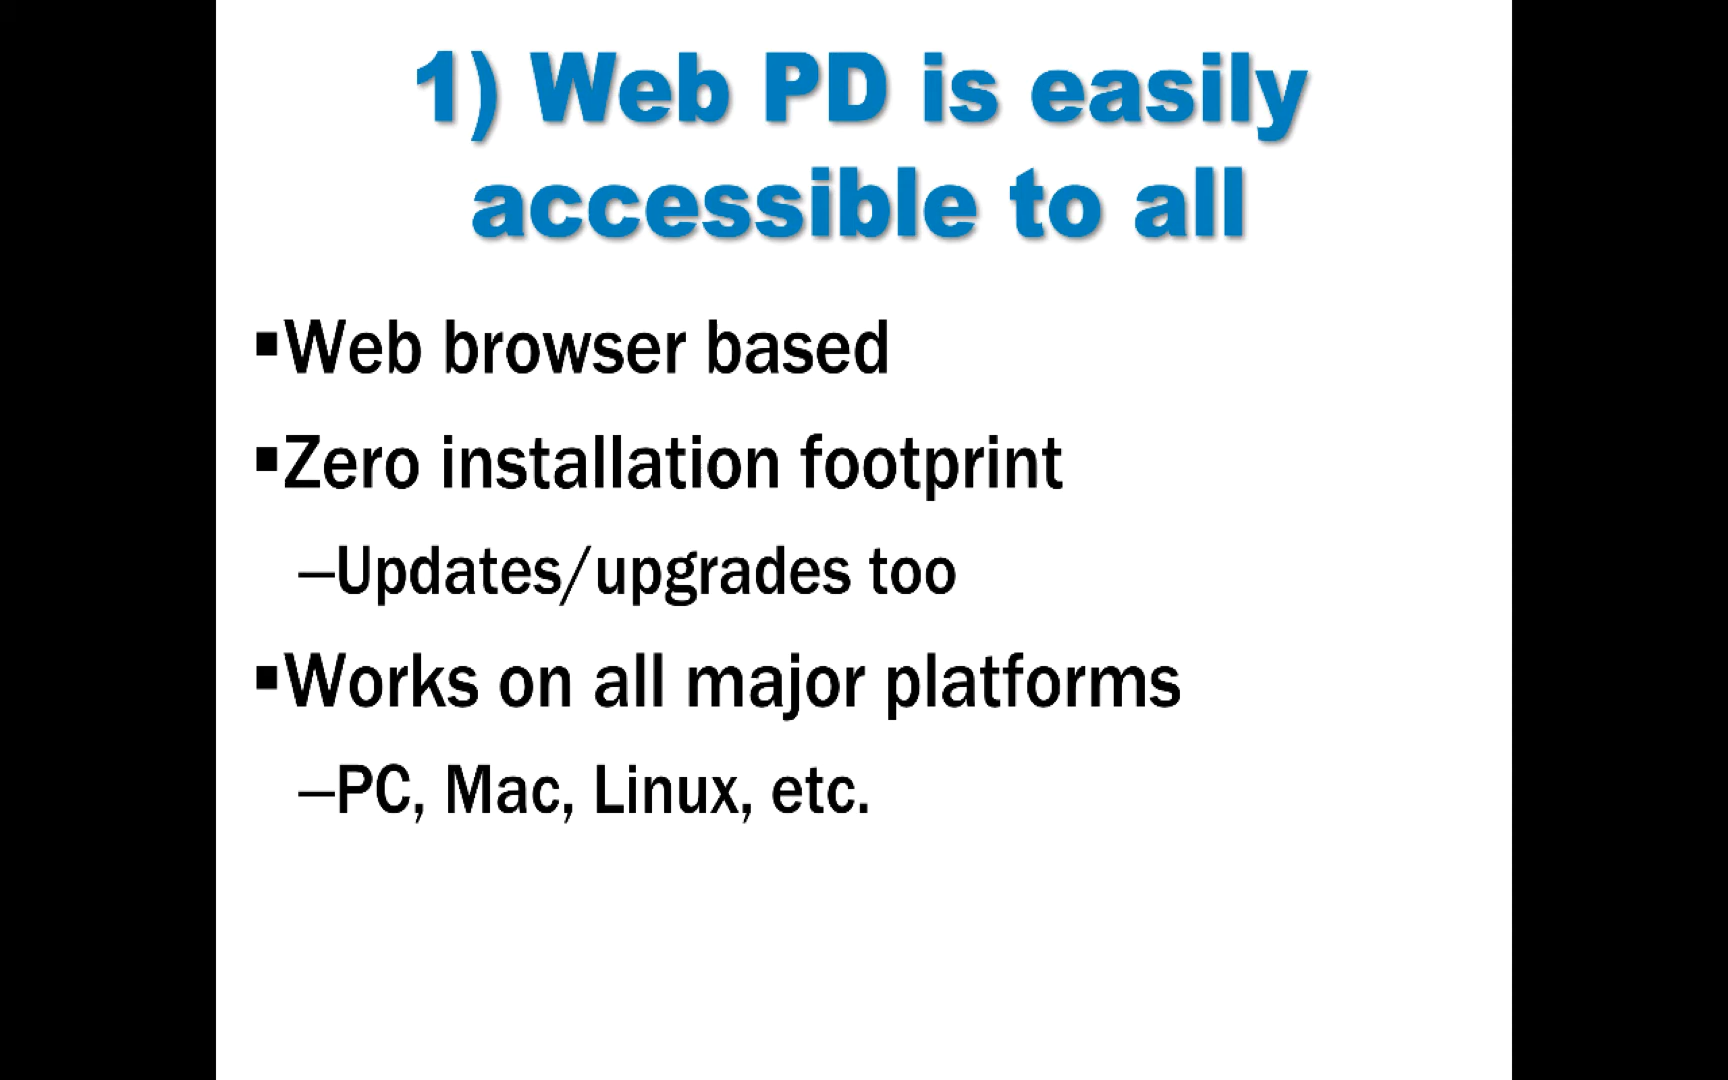 1) Web PD is easily
accessible to all
▪Web browser based
▪Zero installation footprint
–Updates/upgrades too
▪Works on all major platforms
–PC, Mac, Linux, etc.